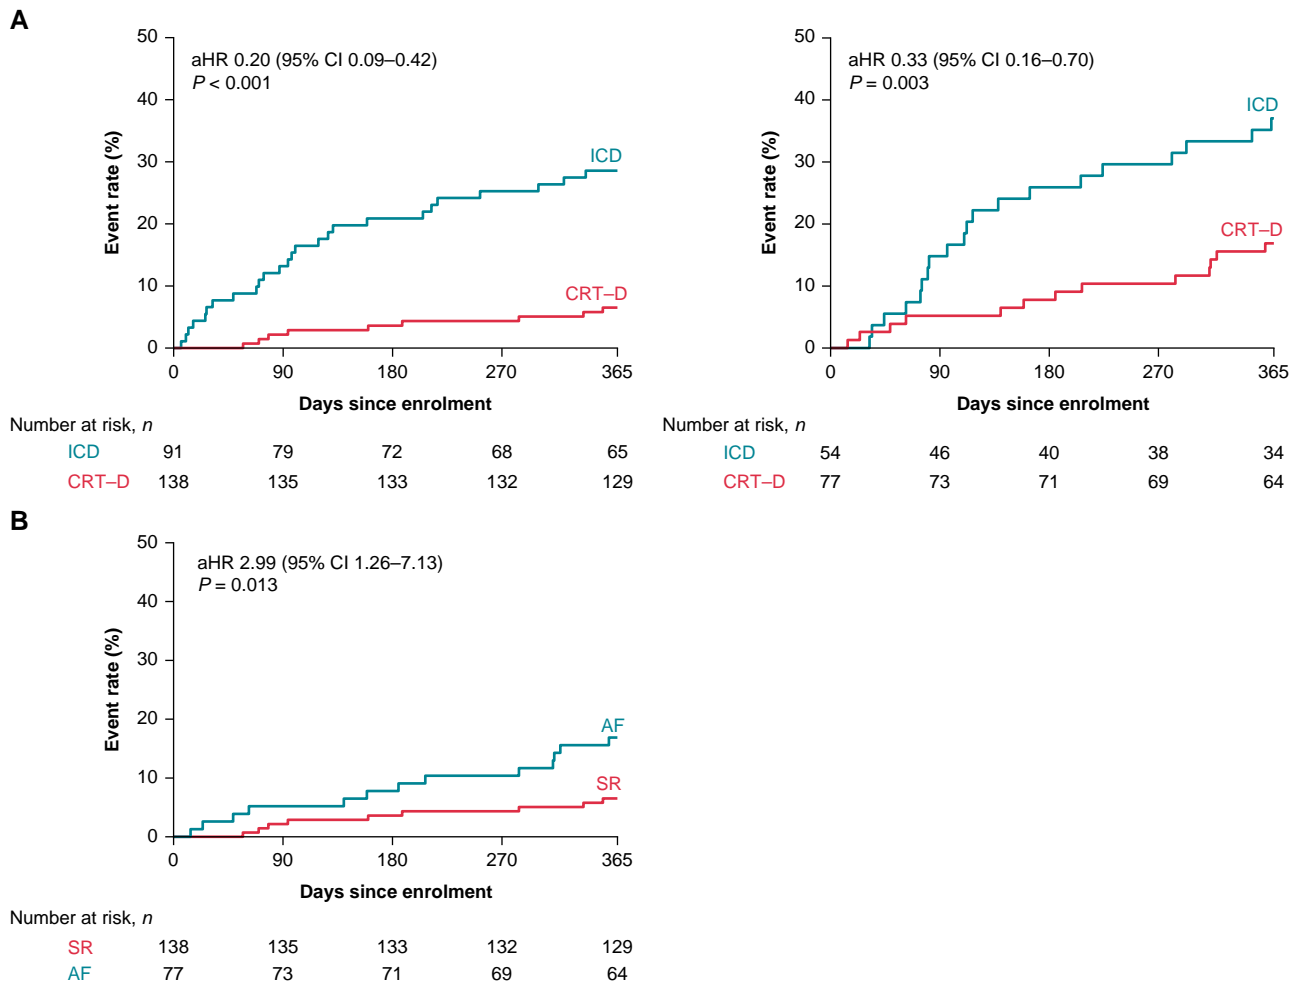 A
50
40
30
20
10
0
Event rate (%)
aHR 0.20 (95% CI 0.09–0.42)
P < 0.001
ICD
CRT–D
0 90 180 270 365
Days since enrolment
Number at risk, n
ICD 91 79 72 68 65
CRT–D 138 135 133 132 129
50
40
30
20
10
0
Event rate (%)
aHR 0.33 (95% CI 0.16–0.70)
P = 0.003
ICD
CRT–D
0 90 180 270 365
Days since enrolment
Number at risk, n
ICD 54 46 40 38 34
CRT–D 77 73 71 69 64
B
50
40
30
20
10
0
Event rate (%)
aHR 2.99 (95% CI 1.26–7.13)
P = 0.013
AF
SR
0 90 180 270 365
Days since enrolment
Number at risk, n
SR 138 135 133 132 129
AF 77 73 71 69 64